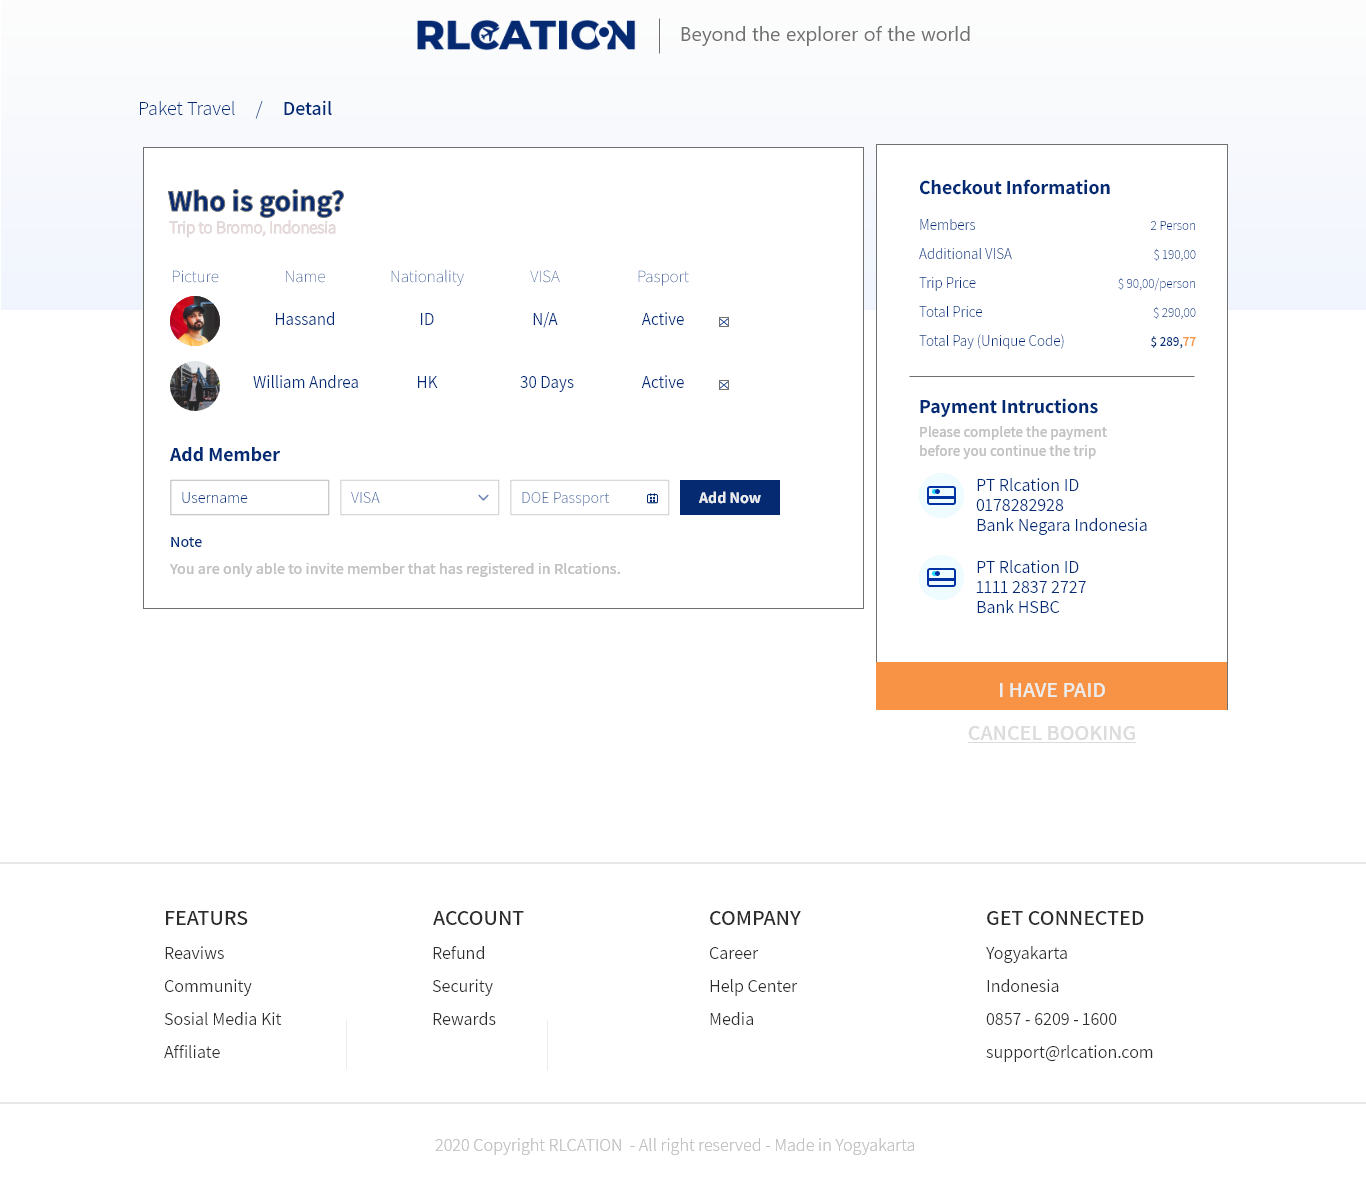 RLCATION Beyond the explorer of the world
Paket Travel / Detail
Who is going?
Trip to Bromo, Indonesia
Picture Name Nationality VISA Pasport
Hassand ID N/A Active
William Andrea HK 30 Days Active
Add Member
Username VISA DOE Passport Add Now
Note
You are only able to invite member that has registered in Rlcations.
Checkout Information
Members 2 Person
Additional VISA $ 190,00
Trip Price $ 90,00/person
Total Price $ 290,00
Total Pay (Unique Code) $ 289,77
Payment Intructions
Please complete the payment
before you continue the trip
PT Rlcation ID
0178282928
Bank Negara Indonesia
PT Rlcation ID
1111 2837 2727
Bank HSBC
I HAVE PAID
CANCEL BOOKING
FEATURS
Reaviws
Community
Sosial Media Kit
Affiliate
ACCOUNT
Refund
Security
Rewards
COMPANY
Career
Help Center
Media
GET CONNECTED
Yogyakarta
Indonesia
0857 - 6209 - 1600
support@rlcation.com
2020 Copyright RLCATION - All right reserved - Made in Yogyakarta